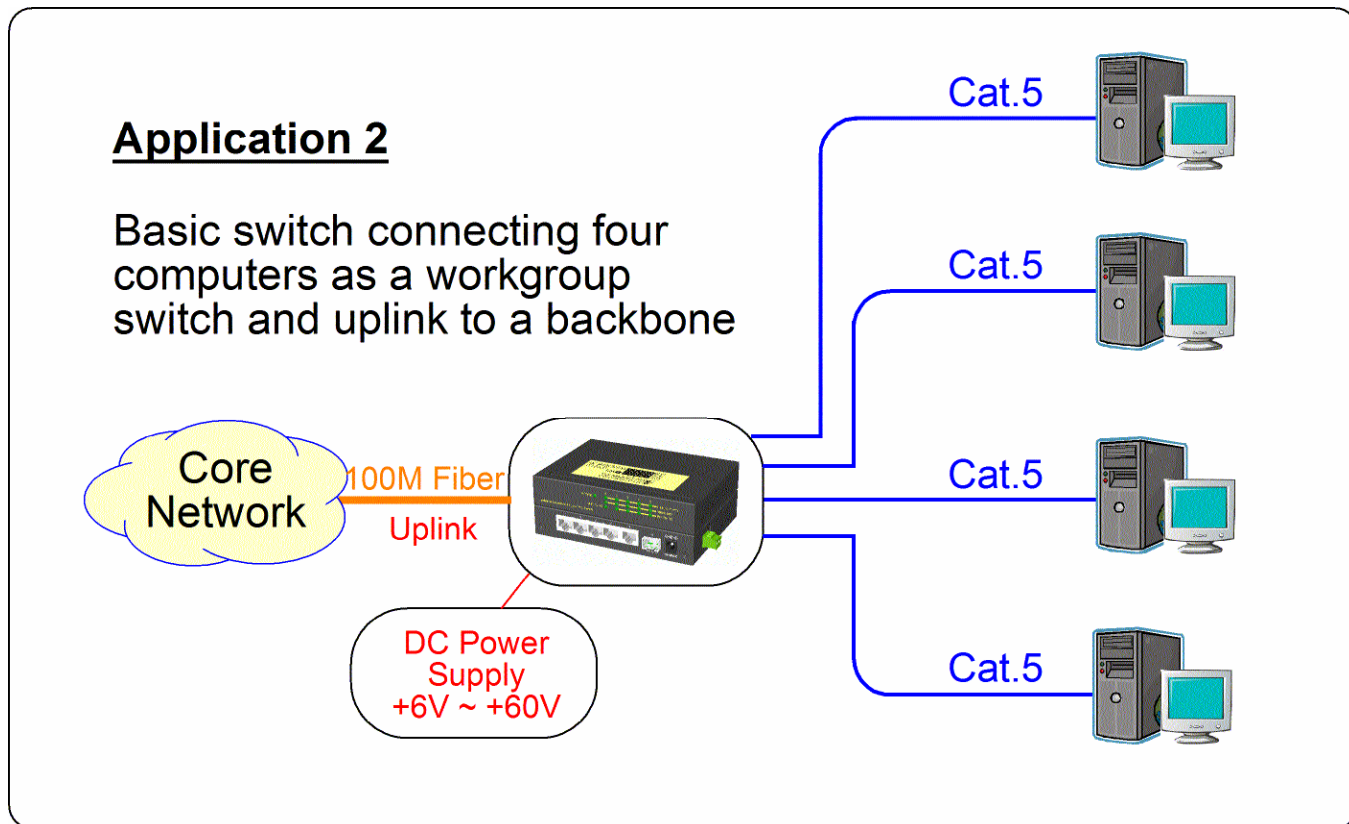 Application 2
Basic switch connecting four
computers as a workgroup
switch and uplink to a backbone
Cat.5
Cat.5
Cat.5
Cat.5
Core
Network
100M Fiber
Uplink
DC Power
Supply
+6V ~ +60V